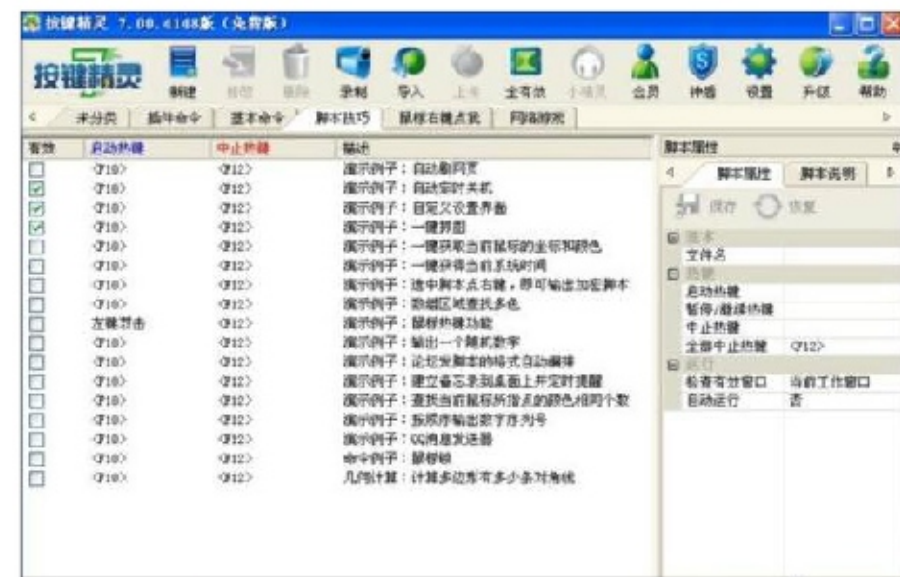 按键精灵 7.00.4148版（免费版）
按键精灵 新建 修改 删除 录制 导入 上传 全有效 小精灵 会员 神盾 设置 升级 帮助
未分类 插件命令 基本命令 脚本技巧 鼠标右键点我 网络游戏
有效 启动热键 中止热键 描述
<F10> <F12> 演示例子：自动刷网页
<F10> <F12> 演示例子：自动定时关机
<F10> <F12> 演示例子：自定义设置界面
<F10> <F12> 演示例子：一键抓图
<F10> <F12> 演示例子：一键获取当前鼠标的坐标和颜色
<F10> <F12> 演示例子：一键获得当前系统时间
<F10> <F12> 演示例子：选中脚本点右键，即可输出加密脚本
<F10> <F12> 演示例子：数组区域查找多色
左键双击 <F12> 演示例子：鼠标热键功能
<F10> <F12> 演示例子：输出一个随机数字
<F10> <F12> 演示例子：论坛发脚本的格式自动编排
<F10> <F12> 演示例子：建立备忘录到桌面上并定时提醒
<F10> <F12> 演示例子：查找当前鼠标所指点的颜色相同个数
<F10> <F12> 演示例子：按顺序输出数字序列号
<F10> <F12> 演示例子：QQ消息发送器
<F10> <F12> 命令例子：鼠标锁
<F10> <F12> 几何计算：计算多边形有多少条对角线
脚本属性
脚本属性 脚本说明
保存 恢复
基本
文件名
热键
启动热键
暂停/继续热键
中止热键
全部中止热键 <F12>
运行
检查有效窗口 当前工作窗口
自动运行 否